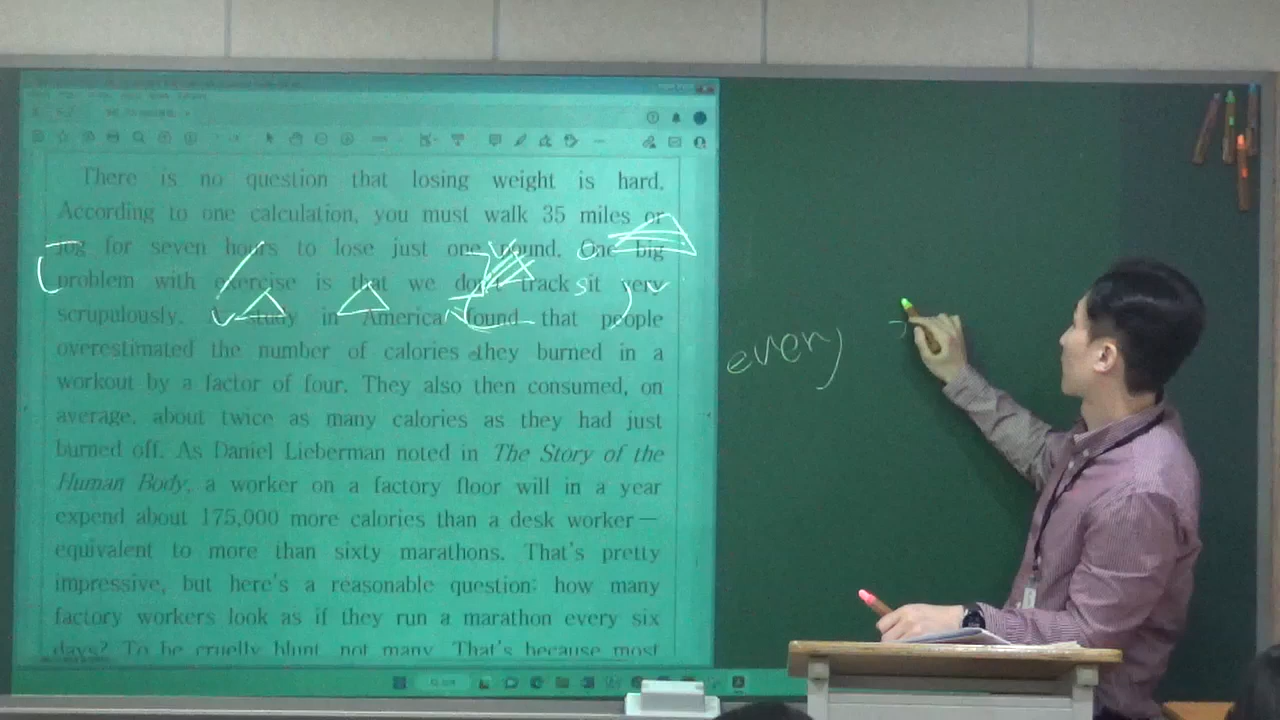 There is no question that losing weight is hard.
According to one calculation, you must walk 35 miles or
jog for seven hours to lose just one pound. One big
problem with exercise is that we don't track it very
scrupulously. A study in America found that people
overestimated the number of calories they burned in a
workout by a factor of four. They also then consumed, on
average, about twice as many calories as they had just
burned off. As Daniel Lieberman noted in The Story of the
Human Body, a worker on a factory floor will in a year
expend about 175,000 more calories than a desk worker—
equivalent to more than sixty marathons. That's pretty
impressive, but here's a reasonable question: how many
factory workers look as if they run a marathon every six
days? To be cruelly blunt, not many. That's because most
every